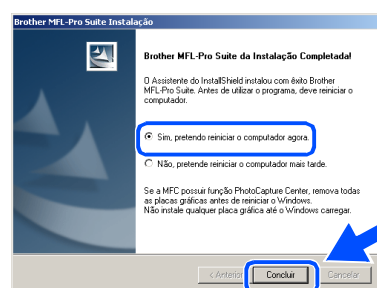 Brother MFL-Pro Suite Instalação
Brother MFL-Pro Suite da Instalação Completada!
O Assistente do InstallShield instalou com êxito Brother
MFL-Pro Suite. Antes de utilizar o programa, deve reiniciar o
computador.
Sim, pretendo reiniciar o computador agora.
Não, pretende reiniciar o computador mais tarde.
Se a MFC possuir função PhotoCapture Center, remova todas
as placas gráficas antes de reiniciar o Windows.
Não instale qualquer placa gráfica até o Windows carregar.
< Anterior Concluir Cancelar